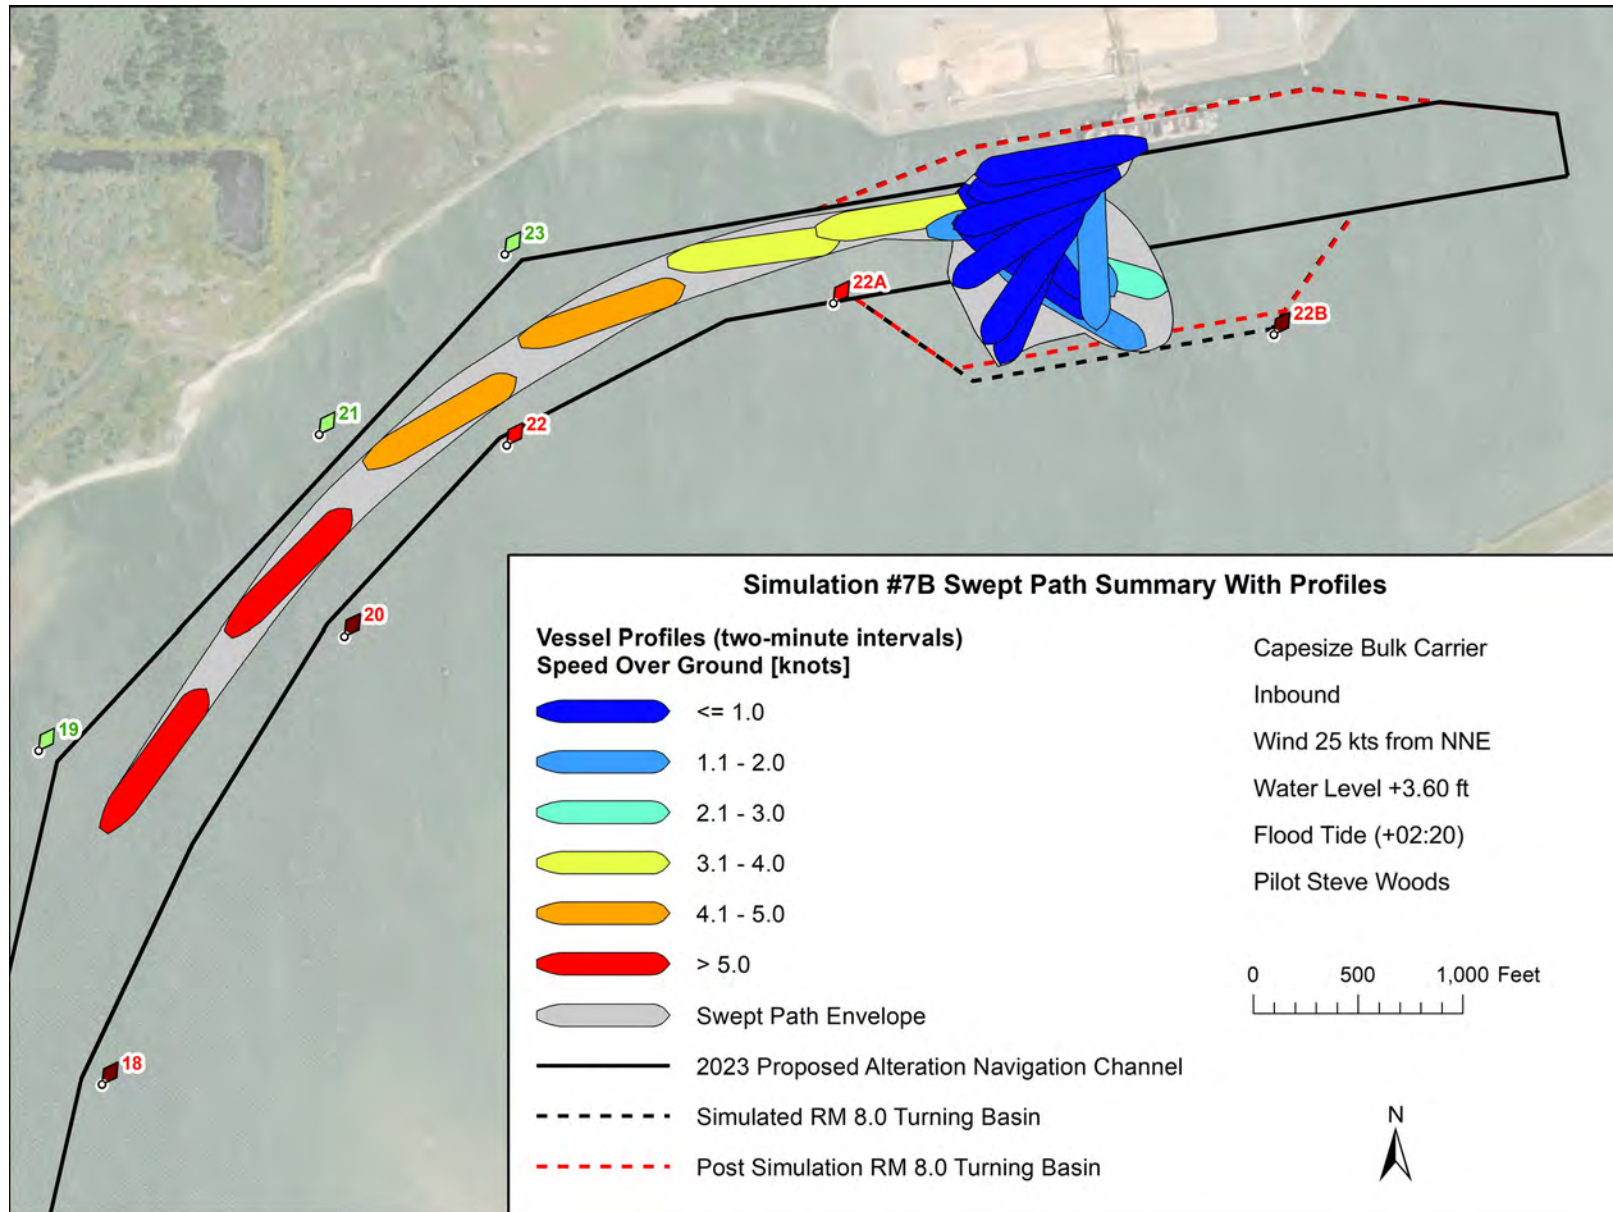 23
22A
22B
21
22
20
19
18
Simulation #7B Swept Path Summary With Profiles
Vessel Profiles (two-minute intervals)
Speed Over Ground [knots]
<= 1.0
1.1 - 2.0
2.1 - 3.0
3.1 - 4.0
4.1 - 5.0
> 5.0
Swept Path Envelope
2023 Proposed Alteration Navigation Channel
Simulated RM 8.0 Turning Basin
Post Simulation RM 8.0 Turning Basin
Capesize Bulk Carrier
Inbound
Wind 25 kts from NNE
Water Level +3.60 ft
Flood Tide (+02:20)
Pilot Steve Woods
0 500 1,000 Feet
N